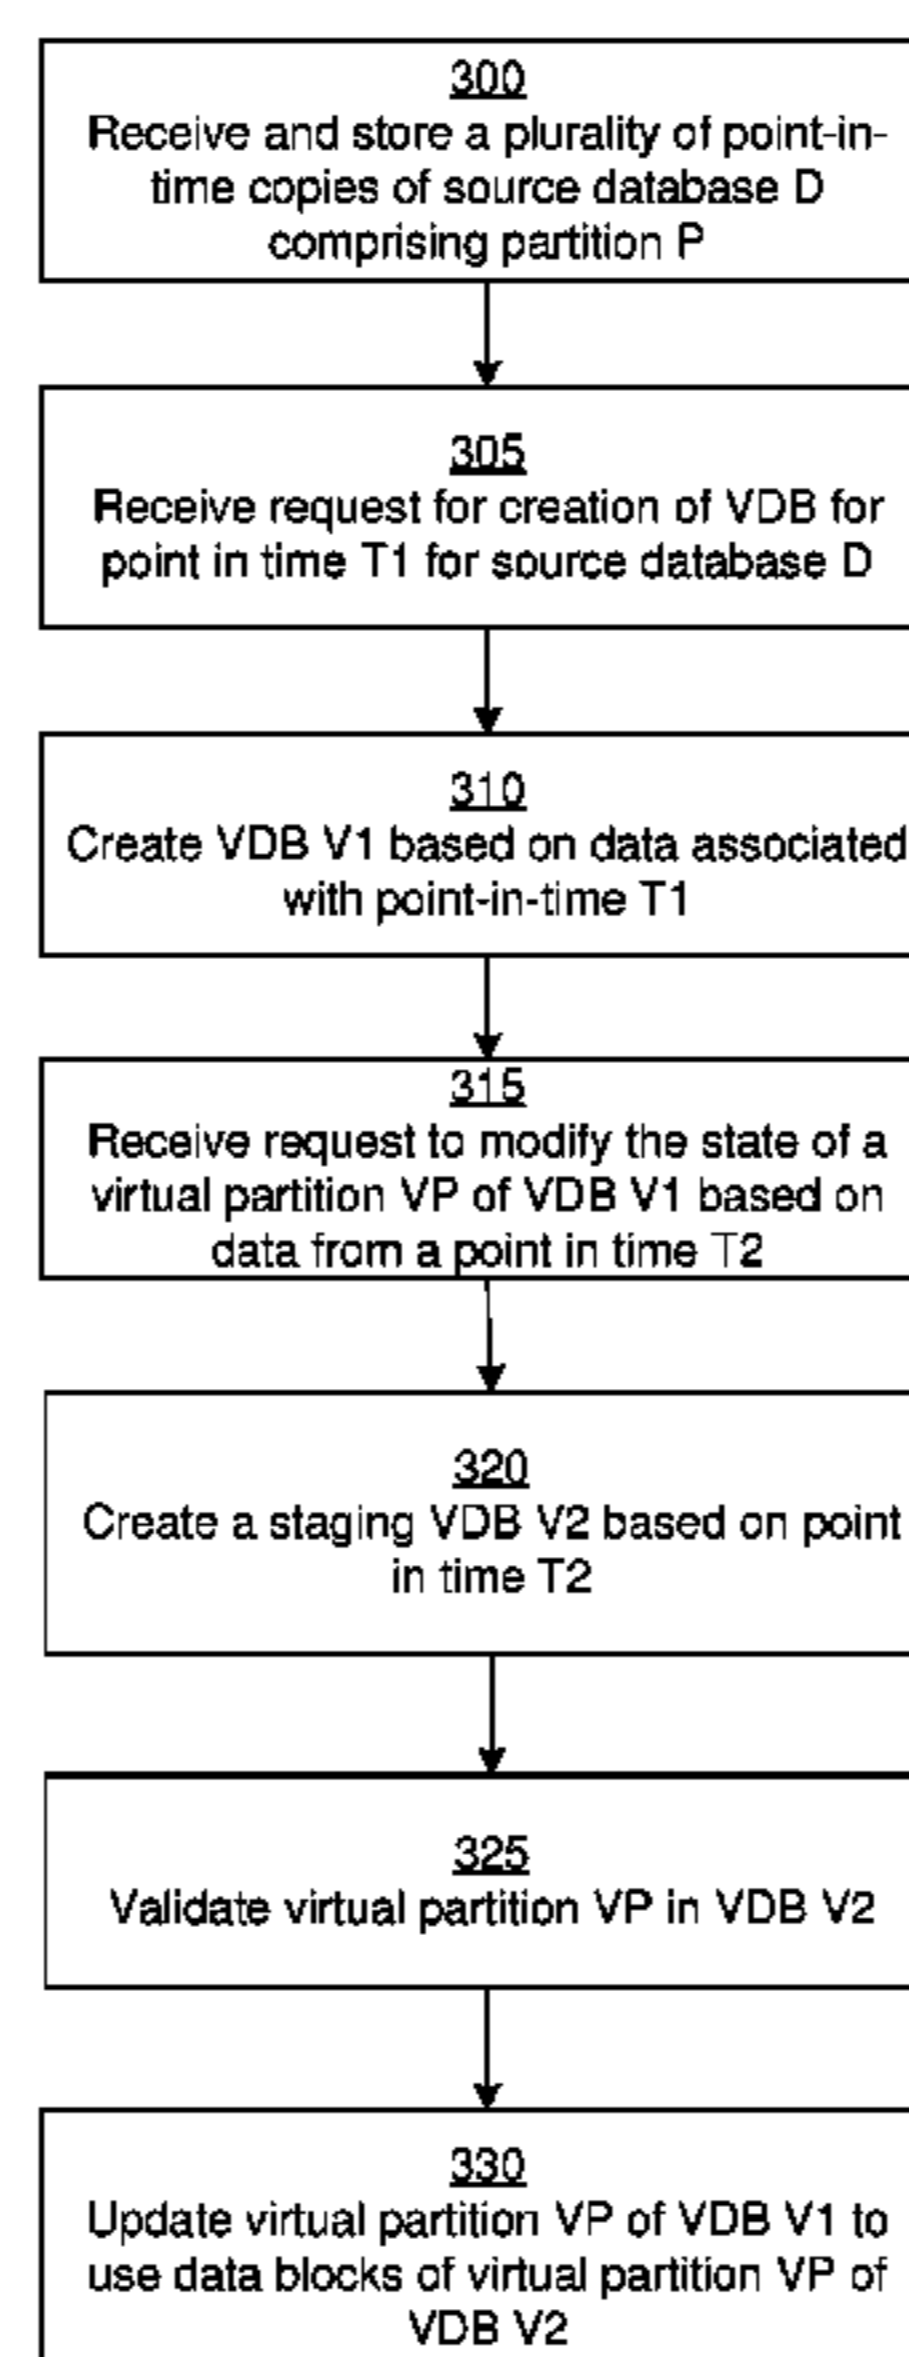 300
Receive and store a plurality of point-in-
time copies of source database D
comprising partition P
305
Receive request for creation of VDB for
point in time T1 for source database D
310
Create VDB V1 based on data associated
with point-in-time T1
315
Receive request to modify the state of a
virtual partition VP of VDB V1 based on
data from a point in time T2
320
Create a staging VDB V2 based on point
in time T2
325
Validate virtual partition VP in VDB V2
330
Update virtual partition VP of VDB V1 to
use data blocks of virtual partition VP of
VDB V2